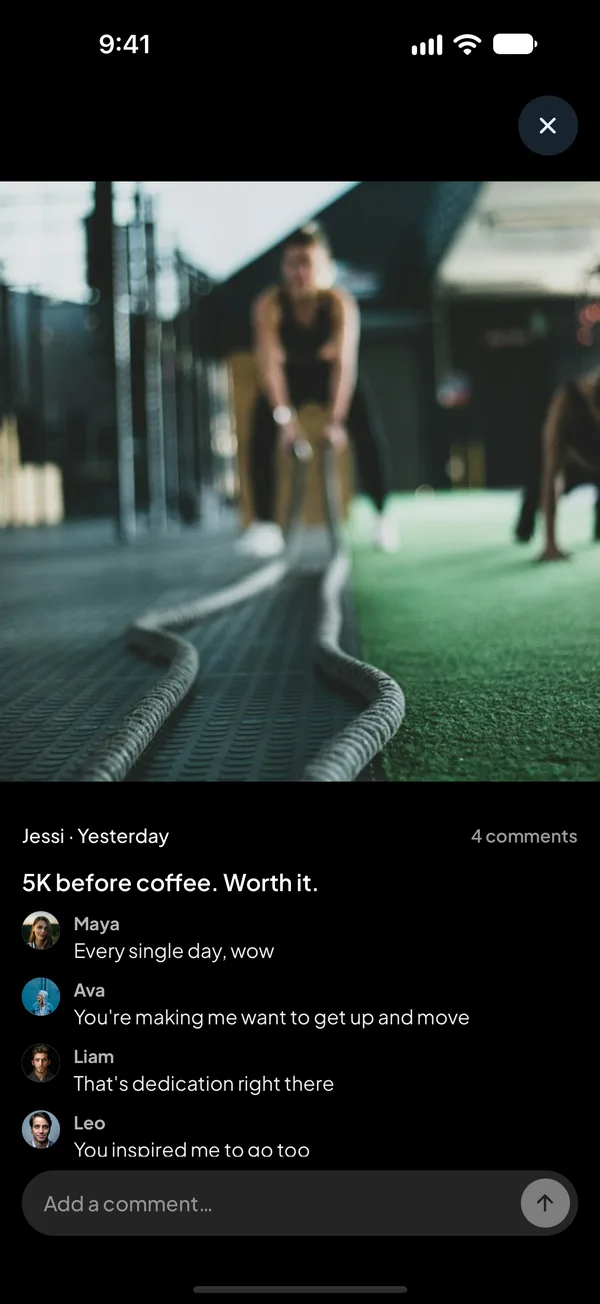 9:41
Jessi · Yesterday
4 comments
5K before coffee. Worth it.
Maya
Every single day, wow
Ava
You're making me want to get up and move
Liam
That's dedication right there
Leo
You inspired me to go too
Add a comment…